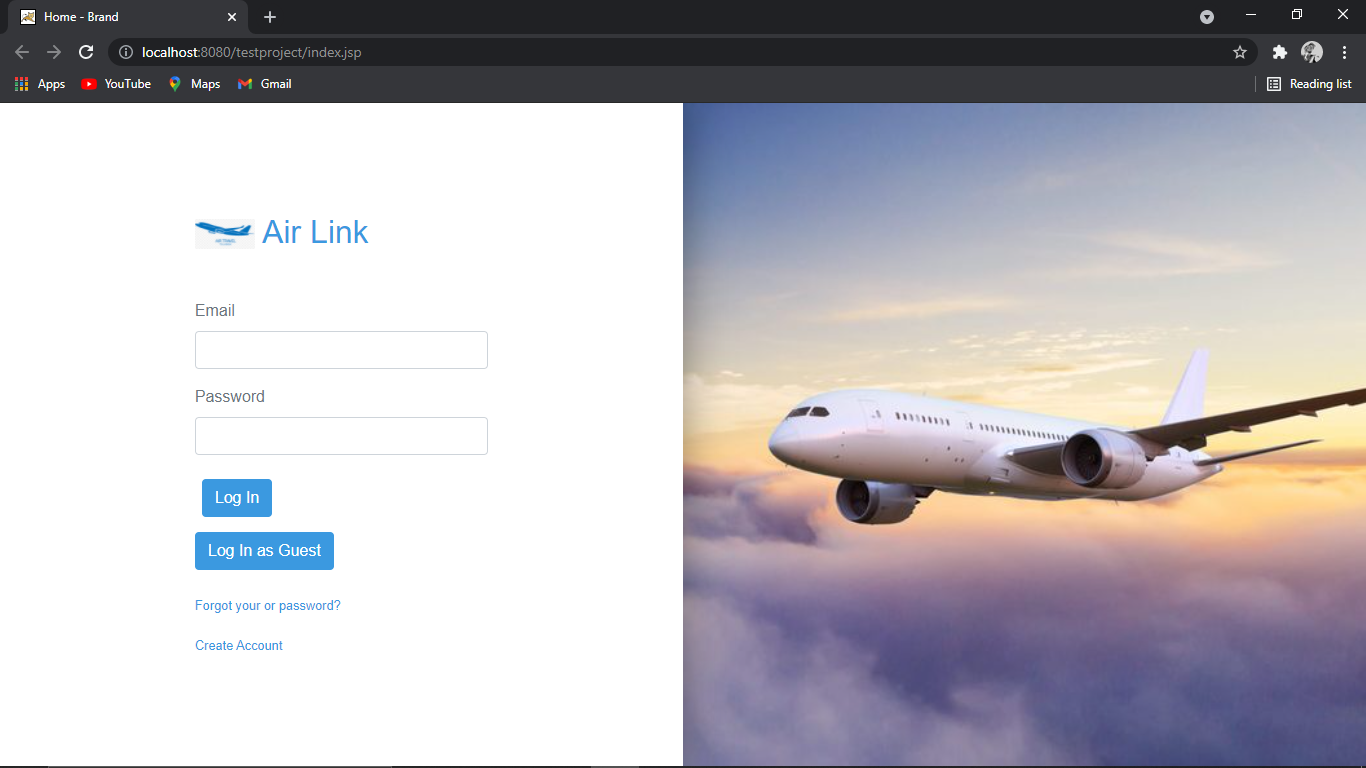 Home - Brand
localhost:8080/testproject/index.jsp
Apps YouTube Maps Gmail Reading list
Air Link
Email
Password
Log In
Log In as Guest
Forgot your or password?
Create Account